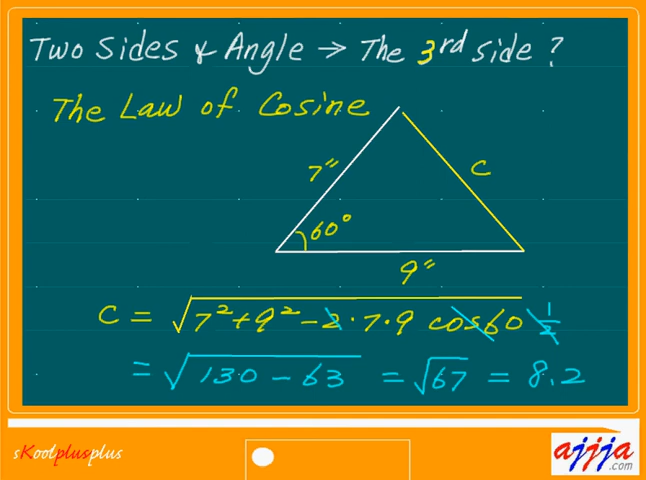 Two Sides & Angle → The 3rd side?
The Law of Cosine
7"
C
60°
9"
C = √7²+9²-2·7·9 cos60 1/2
= √130-63 = √67 = 8.2
sKoolplusplus
ajjja
.com